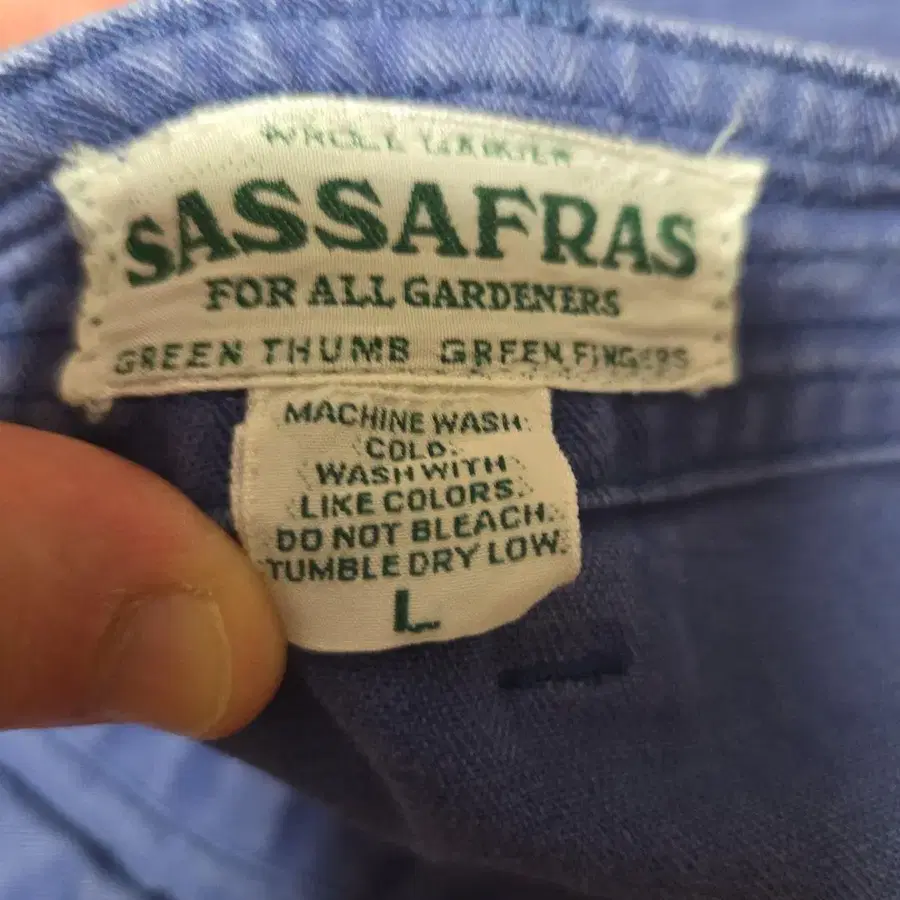 SASSAFRAS
FOR ALL GARDENERS
GREEN THUMB GREEN FINGERS
MACHINE WASH
COLD.
WASH WITH
LIKE COLORS.
DO NOT BLEACH.
TUMBLE DRY LOW.
L